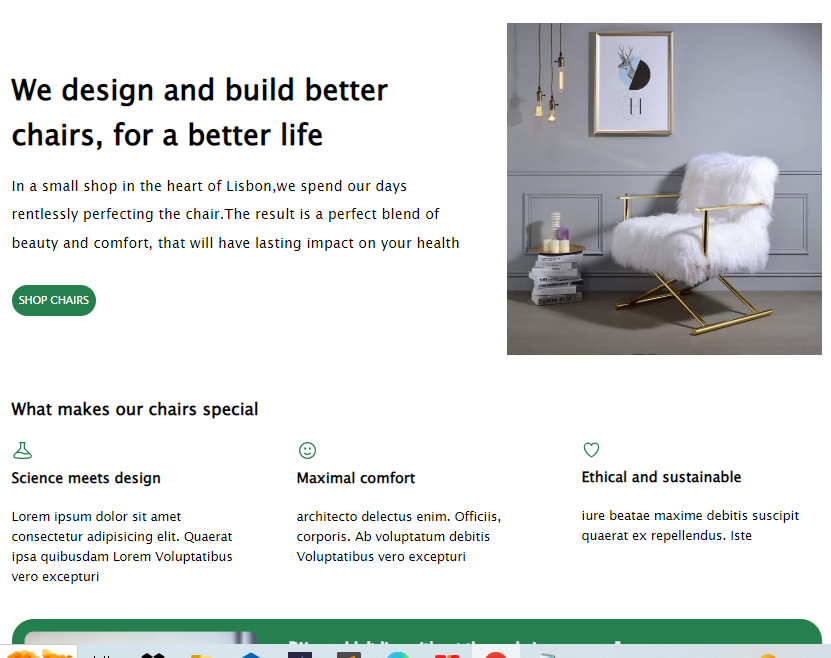 We design and build better
chairs, for a better life
In a small shop in the heart of Lisbon,we spend our days
rentlessly perfecting the chair.The result is a perfect blend of
beauty and comfort, that will have lasting impact on your health
SHOP CHAIRS
H
What makes our chairs special
Science meets design
Maximal comfort
Ethical and sustainable
Lorem ipsum dolor sit amet
consectetur adipisicing elit. Quaerat
ipsa quibusdam Lorem Voluptatibus
vero excepturi
architecto delectus enim. Officiis,
corporis. Ab voluptatum debitis
Voluptatibus vero excepturi
iure beatae maxime debitis suscipit
quaerat ex repellendus. Iste